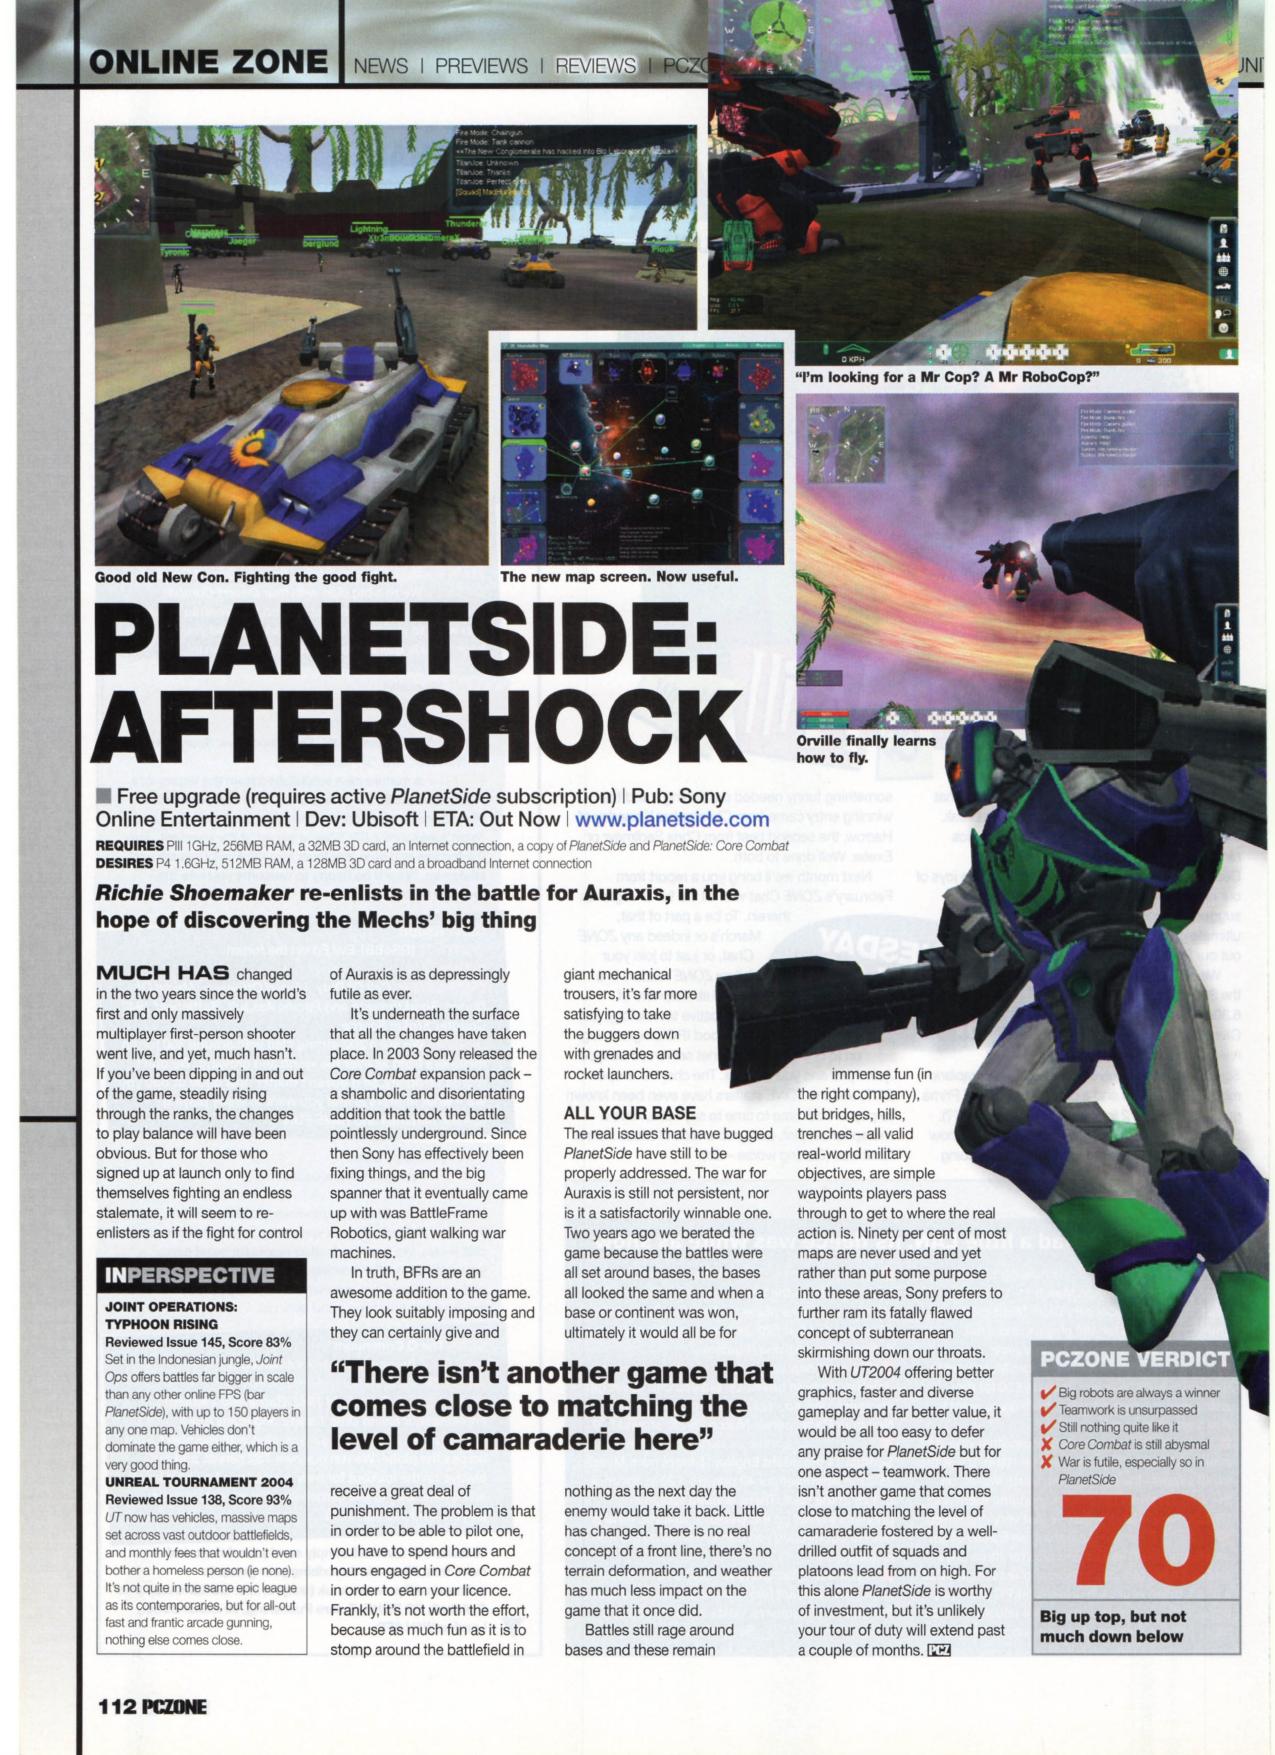 ONLINE ZONE
NEWS | PREVIEWS | REVIEWS |
Fire Mode: Chaingun
Fire Mode: Tank cannon
TitanJoe: Unknown
TitanJoe: Thanks
Tyronic
Jaeger
berglund
Lightning
Thunder
Plouk
0 KPH
Good old New Con. Fighting the good fight.
The new map screen. Now useful.
“I’m looking for a Mr Cop? A Mr RoboCop?”
Orville finally learns
how to fly.
PLANETSIDE:
AFTERSHOCK
Free upgrade (requires active PlanetSide subscription) | Pub: Sony
Online Entertainment | Dev: Ubisoft | ETA: Out Now | www.planetside.com
REQUIRES PIII 1GHz, 256MB RAM, a 32MB 3D card, an Internet connection, a copy of PlanetSide and PlanetSide: Core Combat
DESIRES P4 1.6GHz, 512MB RAM, a 128MB 3D card and a broadband Internet connection
Richie Shoemaker re-enlists in the battle for Auraxis, in the
hope of discovering the Mechs’ big thing
MUCH HAS changed
in the two years since the world’s
first and only massively
multiplayer first-person shooter
went live, and yet, much hasn’t.
If you’ve been dipping in and out
of the game, steadily rising
through the ranks, the changes
to play balance will have been
obvious. But for those who
signed up at launch only to find
themselves fighting an endless
stalemate, it will seem to re-
enlisters as if the fight for control
of Auraxis is as depressingly
futile as ever.
It’s underneath the surface
that all the changes have taken
place. In 2003 Sony released the
Core Combat expansion pack –
a shambolic and disorientating
addition that took the battle
pointlessly underground. Since
then Sony has effectively been
fixing things, and the big
spanner that it eventually came
up with was BattleFrame
Robotics, giant walking war
machines.
In truth, BFRs are an
awesome addition to the game.
They look suitably imposing and
they can certainly give and
“There isn’t another game that
comes close to matching the
level of camaraderie here”
receive a great deal of
punishment. The problem is that
in order to be able to pilot one,
you have to spend hours and
hours engaged in Core Combat
in order to earn your licence.
Frankly, it’s not worth the effort,
because as much fun as it is to
stomp around the battlefield in
giant mechanical
trousers, it’s far more
satisfying to take
the buggers down
with grenades and
rocket launchers.
ALL YOUR BASE
The real issues that have bugged
PlanetSide have still to be
properly addressed. The war for
Auraxis is still not persistent, nor
is it a satisfactorily winnable one.
Two years ago we berated the
game because the battles were
all set around bases, the bases
all looked the same and when a
base or continent was won,
ultimately it would all be for
nothing as the next day the
enemy would take it back. Little
has changed. There is no real
concept of a front line, there’s no
terrain deformation, and weather
has much less impact on the
game that it once did.
Battles still rage around
bases and these remain
immense fun (in
the right company),
but bridges, hills,
trenches – all valid
real-world military
objectives, are simple
waypoints players pass
through to get to where the real
action is. Ninety per cent of most
maps are never used and yet
rather than put some purpose
into these areas, Sony prefers to
further ram its fatally flawed
concept of subterranean
skirmishing down our throats.
With UT2004 offering better
graphics, faster and diverse
gameplay and far better value, it
would be all too easy to defer
any praise for PlanetSide but for
one aspect – teamwork. There
isn’t another game that comes
close to matching the level of
camaraderie fostered by a well-
drilled outfit of squads and
platoons lead from on high. For
this alone PlanetSide is worthy
of investment, but it’s unlikely
your tour of duty will extend past
a couple of months. PCZ
INPERSPECTIVE
JOINT OPERATIONS:
TYPHOON RISING
Reviewed Issue 145, Score 83%
Set in the Indonesian jungle, Joint
Ops offers battles far bigger in scale
than any other online FPS (bar
PlanetSide), with up to 150 players in
any one map. Vehicles don’t
dominate the game either, which is a
very good thing.
UNREAL TOURNAMENT 2004
Reviewed Issue 138, Score 93%
UT now has vehicles, massive maps
set across vast outdoor battlefields,
and monthly fees that wouldn’t even
bother a homeless person (ie none).
It’s not quite in the same epic league
as its contemporaries, but for all-out
fast and frantic arcade gunning,
nothing else comes close.
PCZONE VERDICT
✔ Big robots are always a winner
✔ Teamwork is unsurpassed
✔ Still nothing quite like it
✘ Core Combat is still abysmal
✘ War is futile, especially so in
PlanetSide
70
Big up top, but not
much down below
112 PCZONE